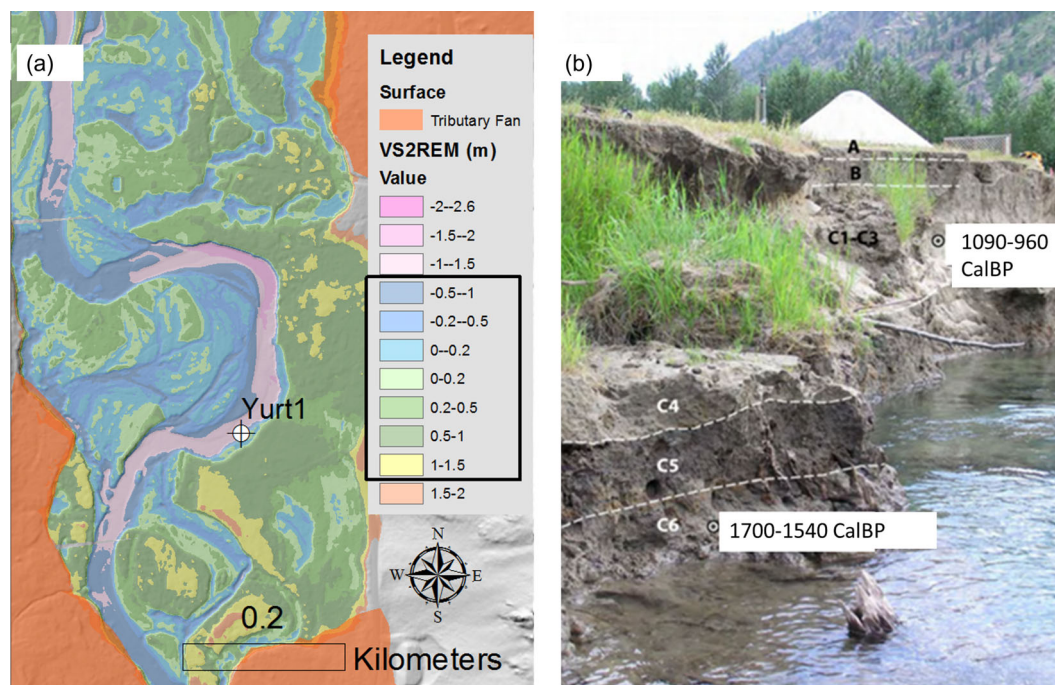 (a)
Legend
Surface
Tributary Fan
VS2REM (m)
Value
-2--2.6
-1.5--2
-1--1.5
-0.5--1
-0.2--0.5
0--0.2
0-0.2
0.2-0.5
0.5-1
1-1.5
1.5-2
Yurt1
N
W
E
S
0.2
Kilometers
(b)
A
B
C1-C3
1090-960
CalBP
C4
C5
C6
1700-1540 CalBP